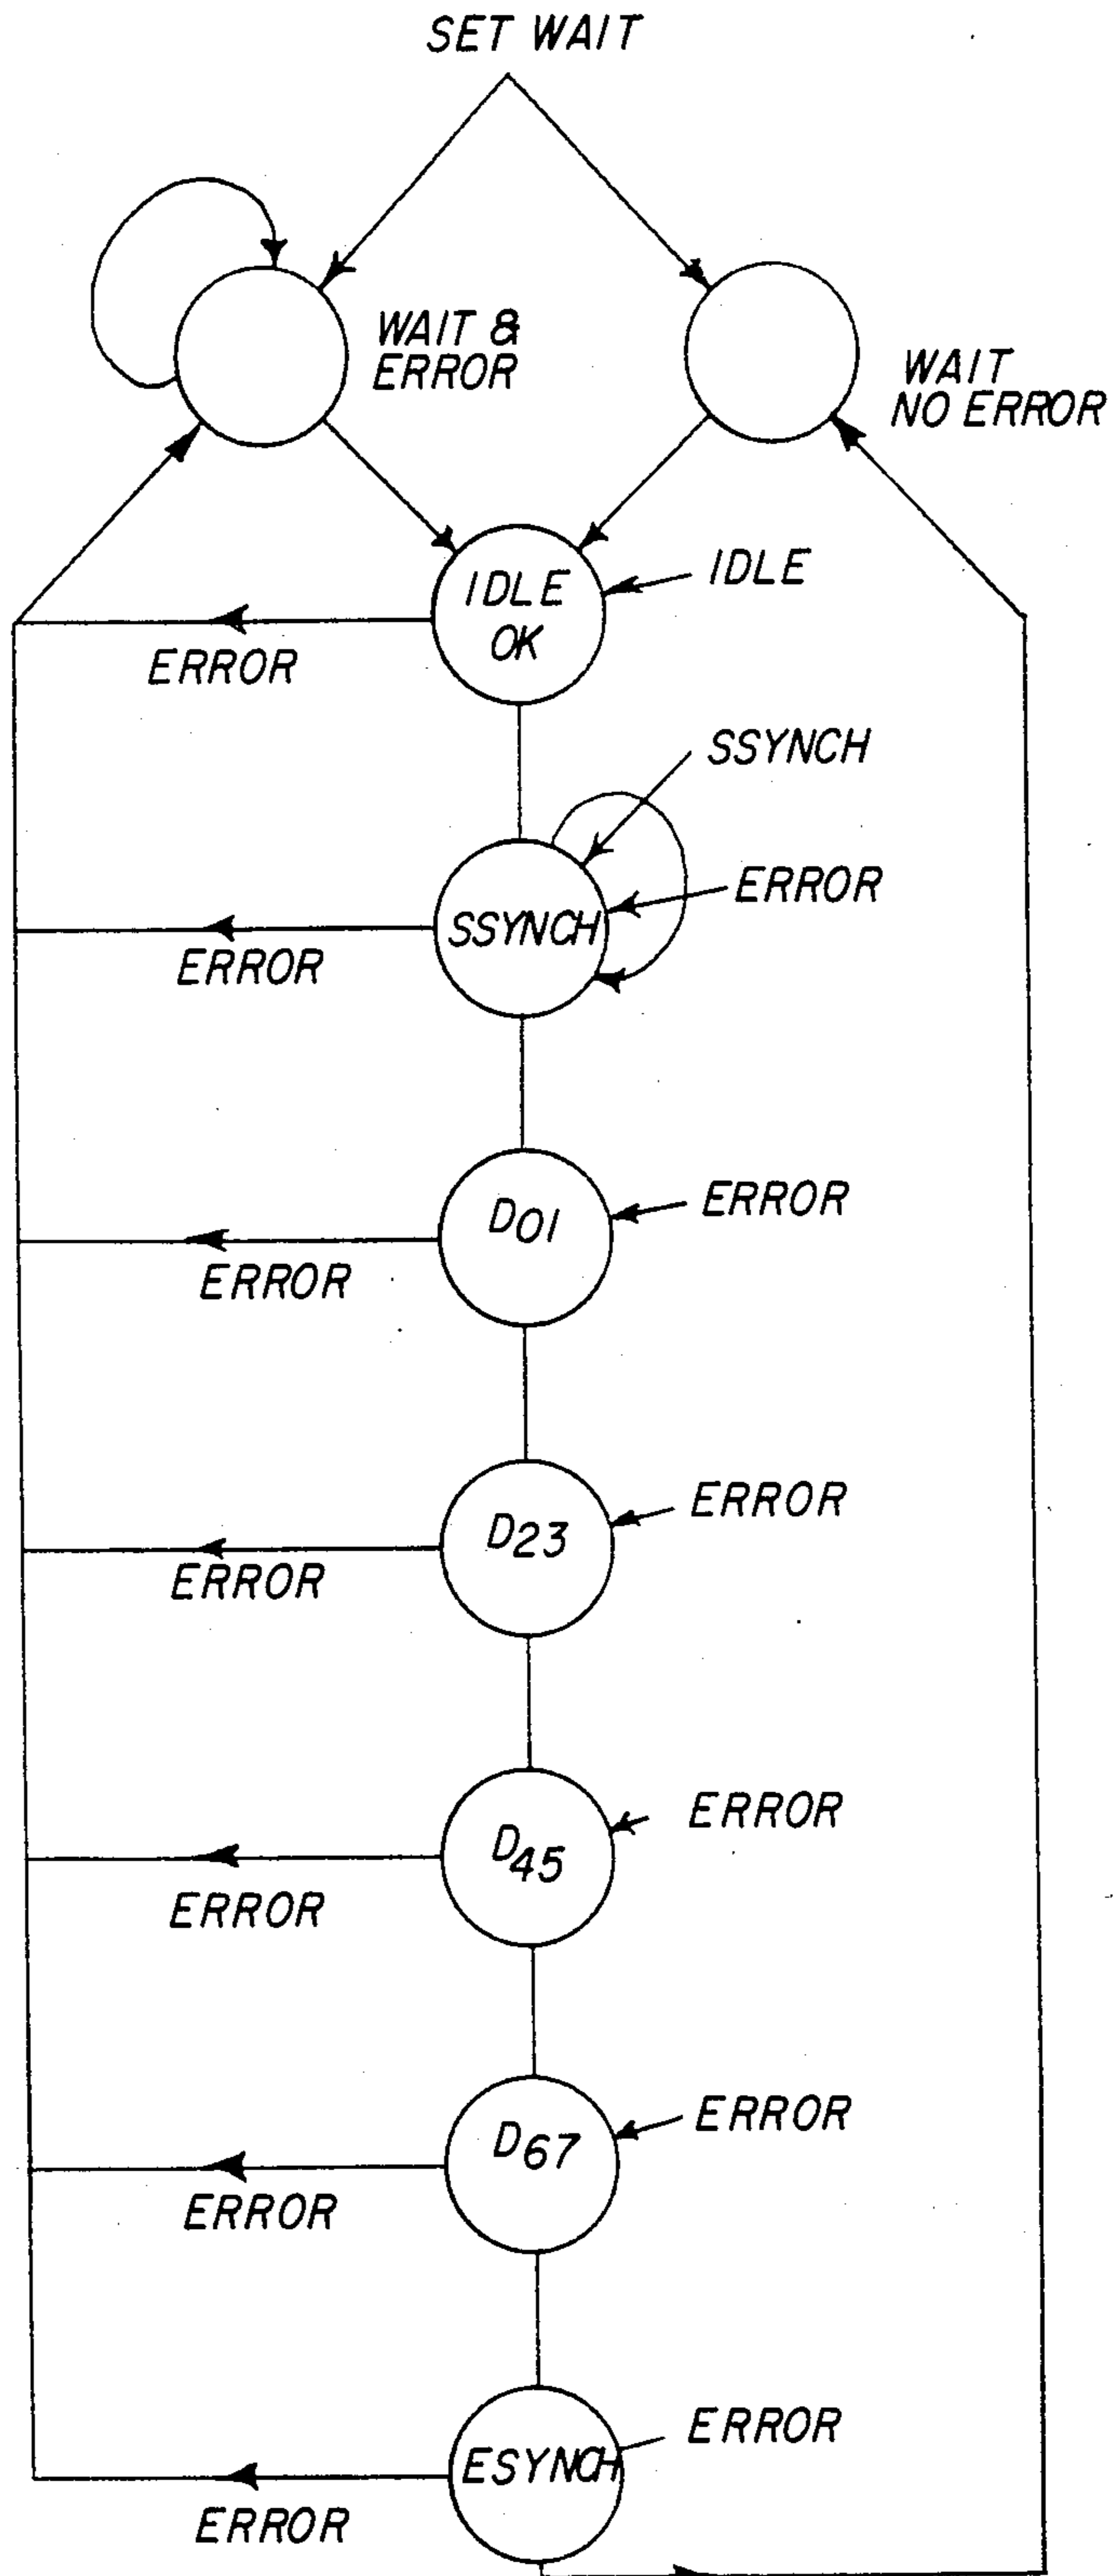 SET WAIT
WAIT &
ERROR
WAIT
NO ERROR
IDLE
OK
IDLE
ERROR
SSYNCH
SSYNCH
ERROR
ERROR
D01
ERROR
ERROR
D23
ERROR
ERROR
D45
ERROR
ERROR
D67
ERROR
ERROR
ESYNCH
ERROR
ERROR